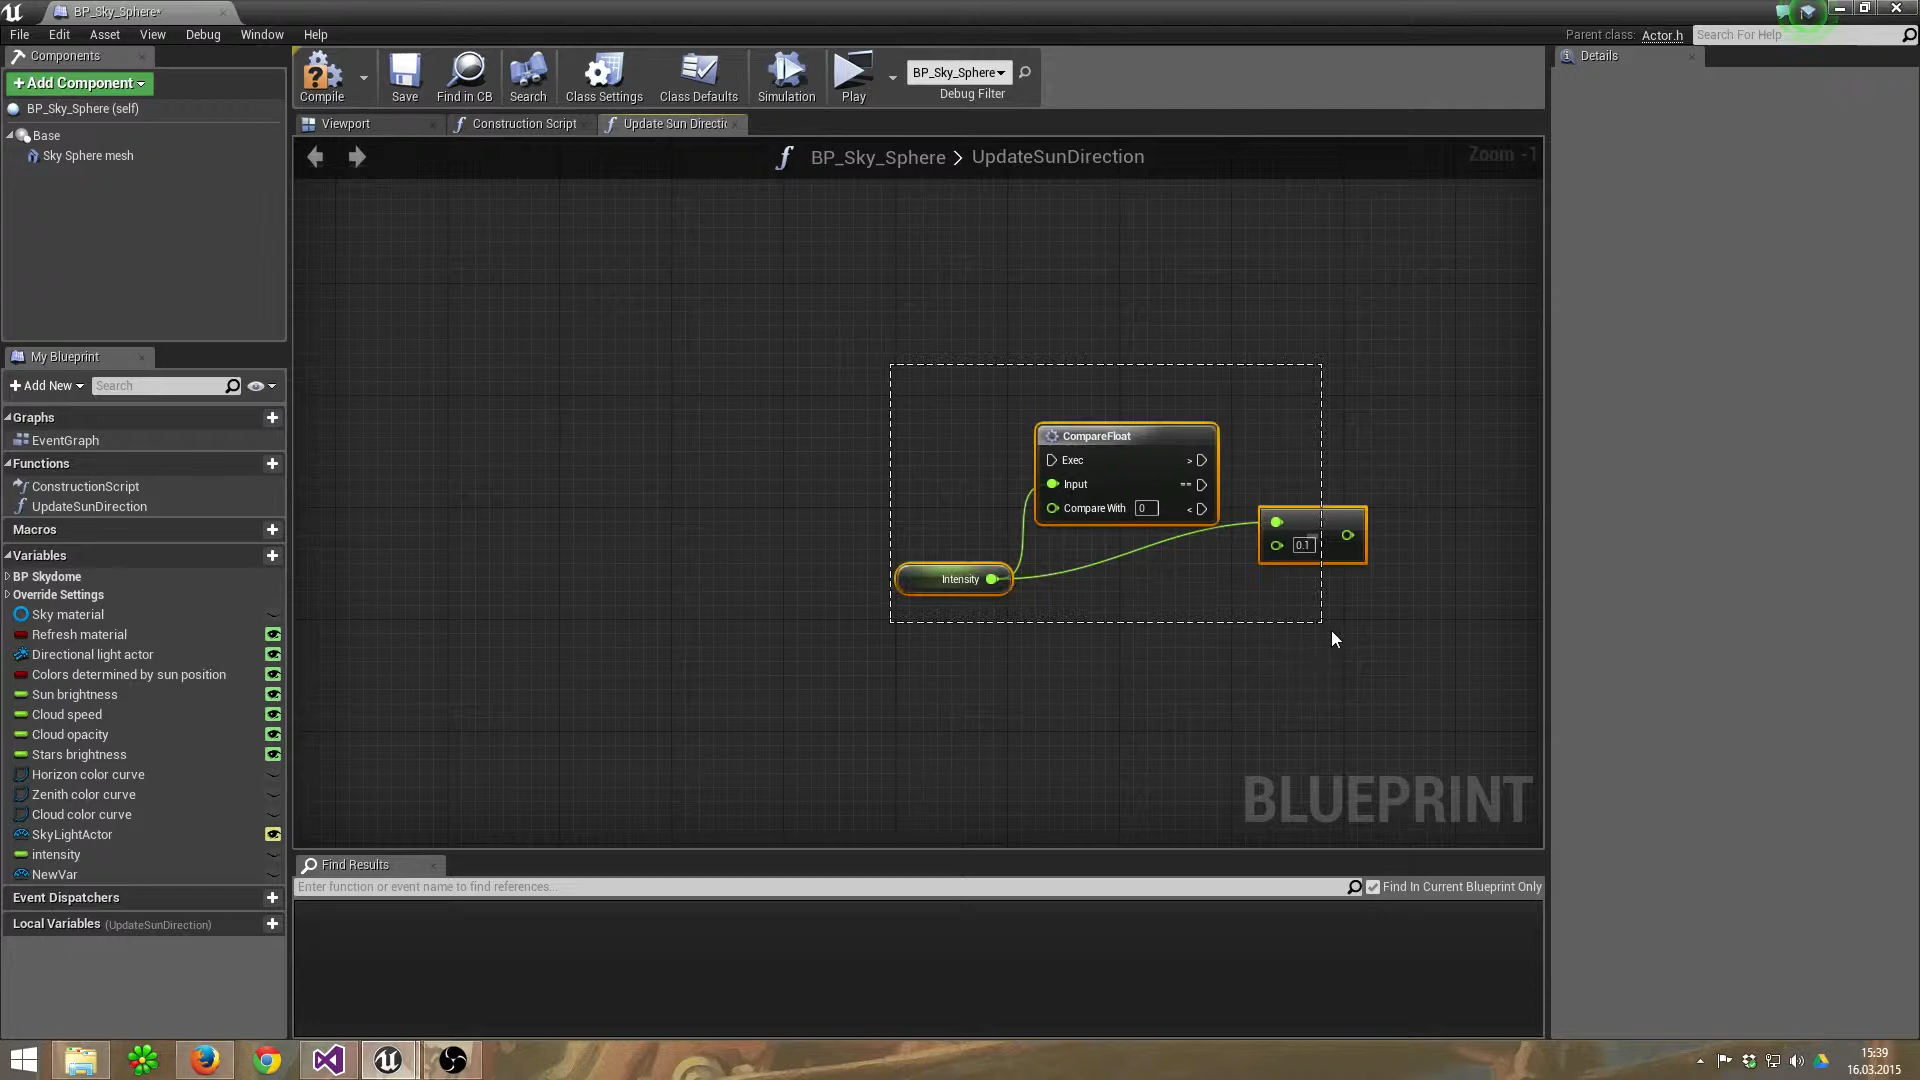 BP_Sky_Sphere*
File Edit Asset View Debug Window Help
Parent class: Actor.h
Search For Help
Components
+Add Component
BP_Sky_Sphere (self)
Base
Sky Sphere mesh
Compile
Save
Find in CB
Search
Class Settings
Class Defaults
Simulation
Play
BP_Sky_Sphere
Debug Filter
Details
Viewport
Construction Script
Update Sun Directic
BP_Sky_Sphere > UpdateSunDirection
Zoom -1
CompareFloat
Exec >
Input ==
Compare With 0 <
Intensity
0.1
BLUEPRINT
My Blueprint
+Add New
Search
Graphs
EventGraph
Functions
ConstructionScript
UpdateSunDirection
Macros
Variables
BP Skydome
Override Settings
Sky material
Refresh material
Directional light actor
Colors determined by sun position
Sun brightness
Cloud speed
Cloud opacity
Stars brightness
Horizon color curve
Zenith color curve
Cloud color curve
SkyLightActor
intensity
NewVar
Event Dispatchers
Local Variables (UpdateSunDirection)
Find Results
Enter function or event name to find references...
Find In Current Blueprint Only
15:39
16.03.2015